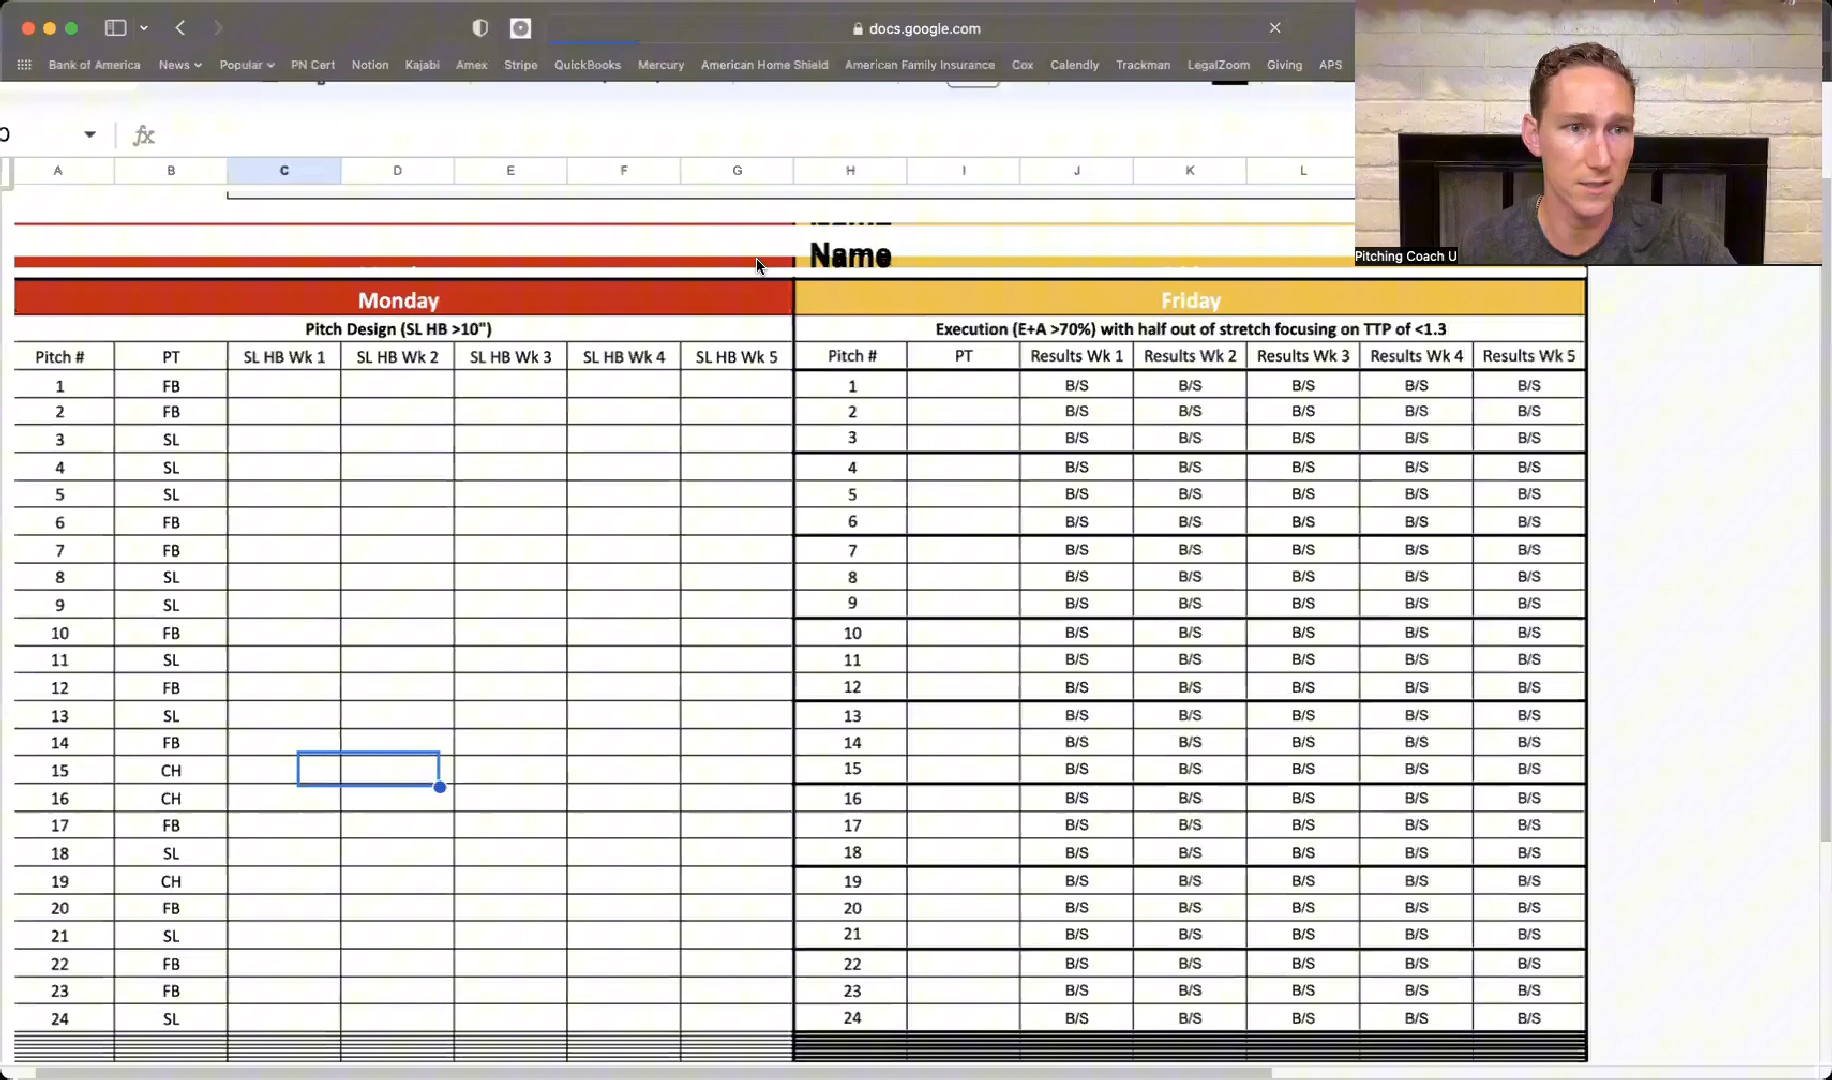 docs.google.com
Bank of America News Popular PN Cert Notion Kajabi Amex Stripe QuickBooks Mercury American Home Shield American Family Insurance Cox Calendly Trackman LegalZoom Giving APS
Pitching Coach U
fx
A B C D E F G H I J K L
Name
Monday Friday
Pitch Design (SL HB >10") Execution (E+A >70%) with half out of stretch focusing on TTP of <1.3
Pitch # PT SL HB Wk 1 SL HB Wk 2 SL HB Wk 3 SL HB Wk 4 SL HB Wk 5 Pitch # PT Results Wk 1 Results Wk 2 Results Wk 3 Results Wk 4 Results Wk 5
1 FB 1 B/S B/S B/S B/S B/S
2 FB 2 B/S B/S B/S B/S B/S
3 SL 3 B/S B/S B/S B/S B/S
4 SL 4 B/S B/S B/S B/S B/S
5 SL 5 B/S B/S B/S B/S B/S
6 FB 6 B/S B/S B/S B/S B/S
7 FB 7 B/S B/S B/S B/S B/S
8 SL 8 B/S B/S B/S B/S B/S
9 SL 9 B/S B/S B/S B/S B/S
10 FB 10 B/S B/S B/S B/S B/S
11 SL 11 B/S B/S B/S B/S B/S
12 FB 12 B/S B/S B/S B/S B/S
13 SL 13 B/S B/S B/S B/S B/S
14 FB 14 B/S B/S B/S B/S B/S
15 CH 15 B/S B/S B/S B/S B/S
16 CH 16 B/S B/S B/S B/S B/S
17 FB 17 B/S B/S B/S B/S B/S
18 SL 18 B/S B/S B/S B/S B/S
19 CH 19 B/S B/S B/S B/S B/S
20 FB 20 B/S B/S B/S B/S B/S
21 SL 21 B/S B/S B/S B/S B/S
22 FB 22 B/S B/S B/S B/S B/S
23 FB 23 B/S B/S B/S B/S B/S
24 SL 24 B/S B/S B/S B/S B/S